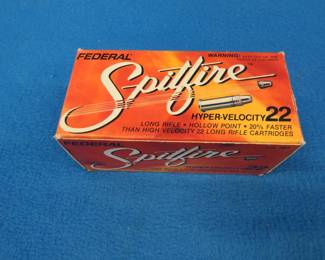 FEDERAL
WARNING:
Spitfire
HYPER-VELOCITY 22
LONG RIFLE • HOLLOW POINT • 20% FASTER
THAN HIGH VELOCITY 22 LONG RIFLE CARTRIDGES
FEDERAL
Spitfire